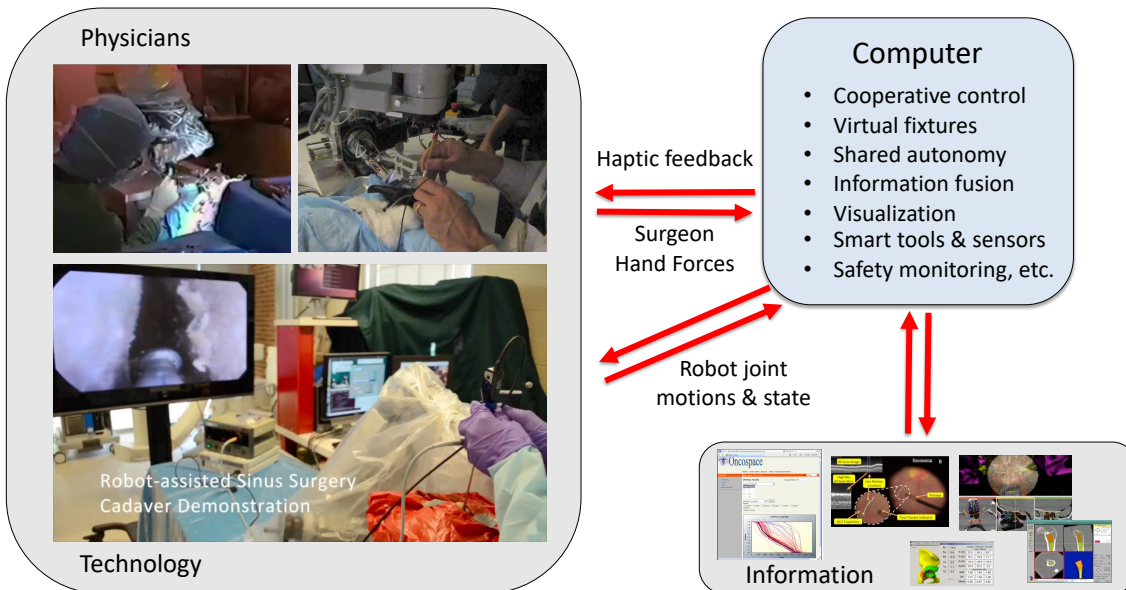 Physicians
Robot-assisted Sinus Surgery
Cadaver Demonstration
Technology
Haptic feedback
Surgeon
Hand Forces
Robot joint
motions & state
Computer
• Cooperative control
• Virtual fixtures
• Shared autonomy
• Information fusion
• Visualization
• Smart tools & sensors
• Safety monitoring, etc.
Oncospace
Information